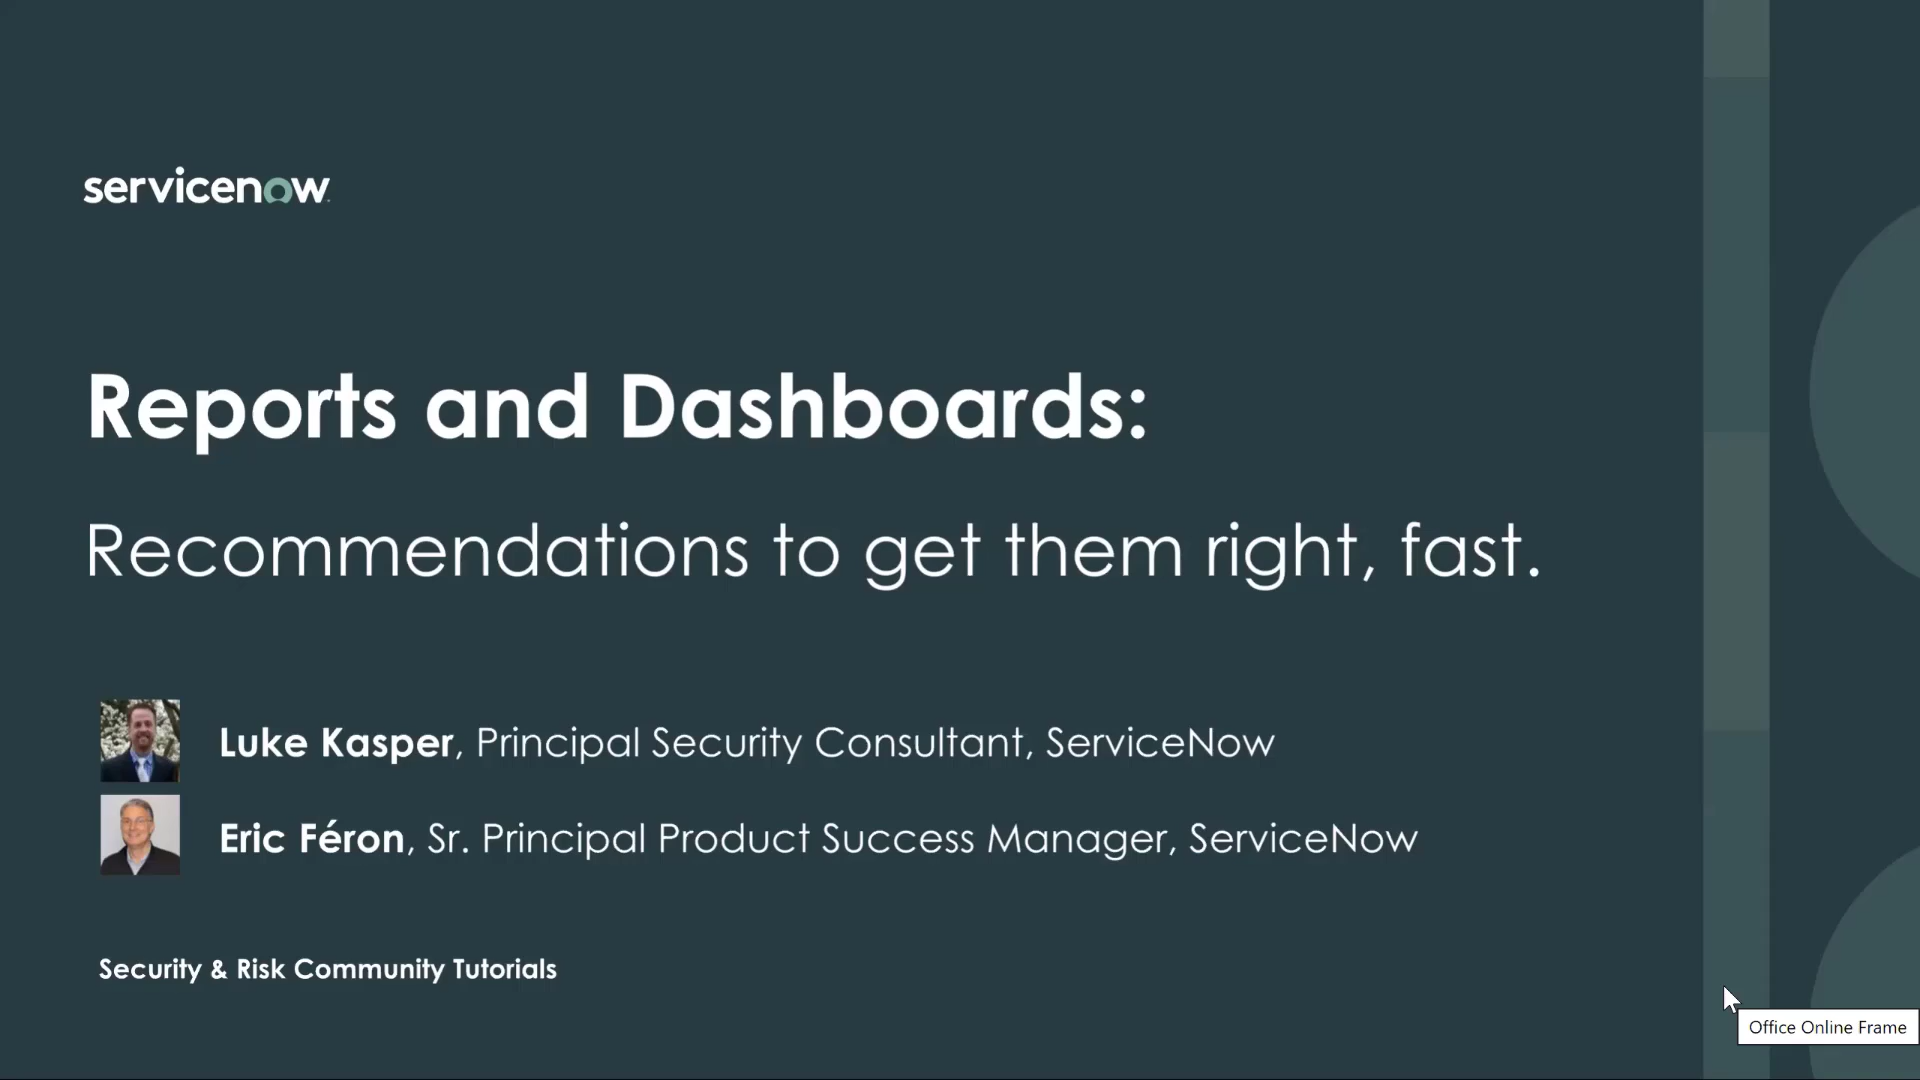 servicenow
Reports and Dashboards:
Recommendations to get them right, fast.
Luke Kasper, Principal Security Consultant, ServiceNow
Eric Féron, Sr. Principal Product Success Manager, ServiceNow
Security & Risk Community Tutorials
Office Online Frame